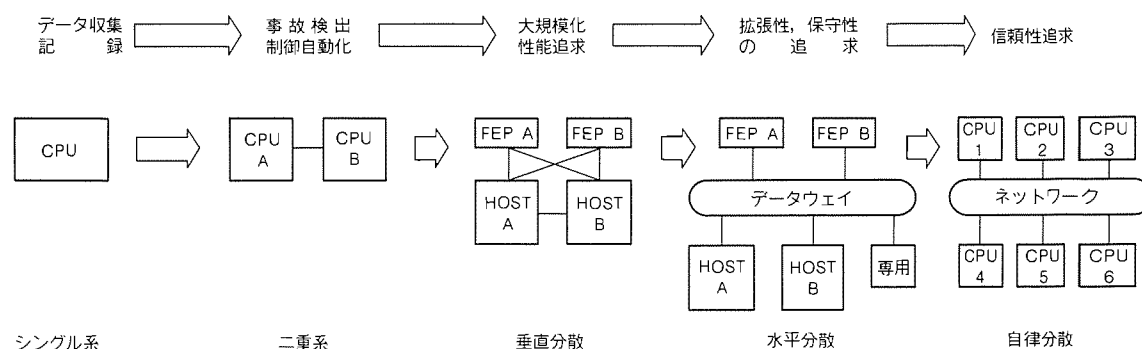 データ収集
記録
事故検出
制御自動化
大規模化
性能追求
拡張性，保守性
の追求
信頼性追求
CPU
CPU
A
CPU
B
FEP A
FEP B
HOST
A
HOST
B
FEP A
FEP B
データウェイ
HOST
A
HOST
B
専用
CPU
1
CPU
2
CPU
3
ネットワーク
CPU
4
CPU
5
CPU
6
シングル系
二重系
垂直分散
水平分散
自律分散